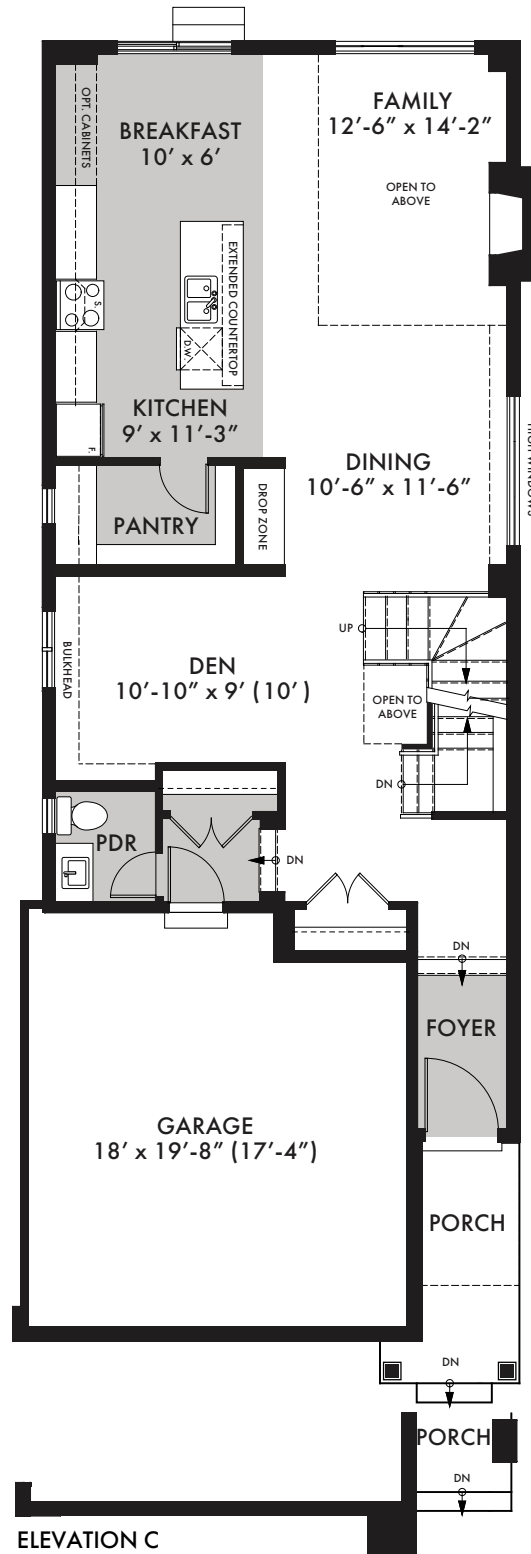 OPT. CABINETS
BREAKFAST
10’ x 6’
FAMILY
12’-6” x 14’-2”
OPEN TO
ABOVE
EXTENDED COUNTERTOP
S.
D.W.
F.
KITCHEN
9’ x 11’-3”
HIGH WINDOWS
DINING
10’-6” x 11’-6”
PANTRY
DROP ZONE
UP
BULKHEAD
DEN
10’-10” x 9’ (10’ )
OPEN TO
ABOVE
DN
PDR
DN
DN
FOYER
GARAGE
18’ x 19’-8” (17’-4”)
PORCH
DN
PORCH
DN
ELEVATION C